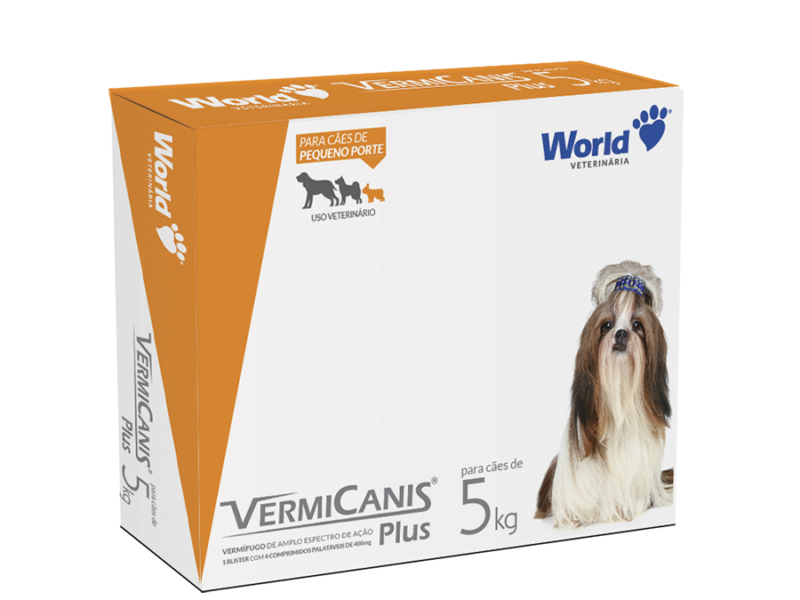 World
VETERINÁRIA
VERMICANIS®
Plus 5kg
World
VETERINÁRIA
VERMICANIS®
Plus
para cães de
5kg
PARA CÃES DE
PEQUENO PORTE
USO VETERINÁRIO
World
VETERINÁRIA
VERMICANIS®
Plus
para cães de
5kg
VERMÍFUGO DE AMPLO ESPECTRO DE AÇÃO
1 BLISTER COM 4 COMPRIMIDOS PALATÁVEIS DE 400mg